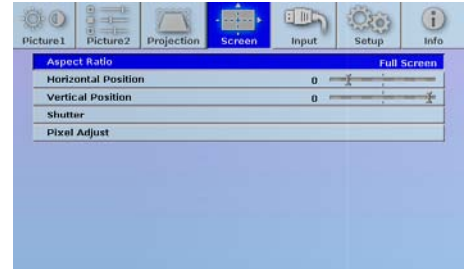 Picture1 Picture2 Projection Screen Input Setup Info
Aspect Ratio Full Screen
Horizontal Position 0
Vertical Position 0
Shutter
Pixel Adjust